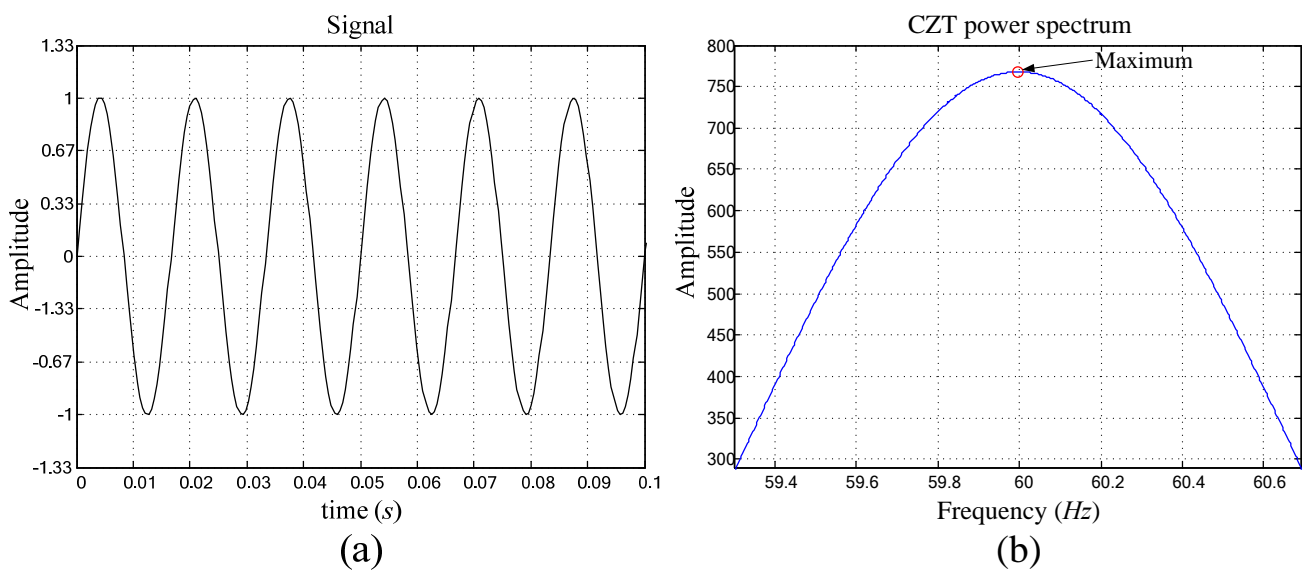 Signal
1.33
1
0.67
0.33
0
-1.33
-0.67
-1
-1.33
Amplitude
0 0.01 0.02 0.03 0.04 0.05 0.06 0.07 0.08 0.09 0.1
time (s)
(a)
CZT power spectrum
Maximum
800
750
700
650
600
550
500
450
400
350
300
Amplitude
59.4 59.6 59.8 60 60.2 60.4 60.6
Frequency (Hz)
(b)